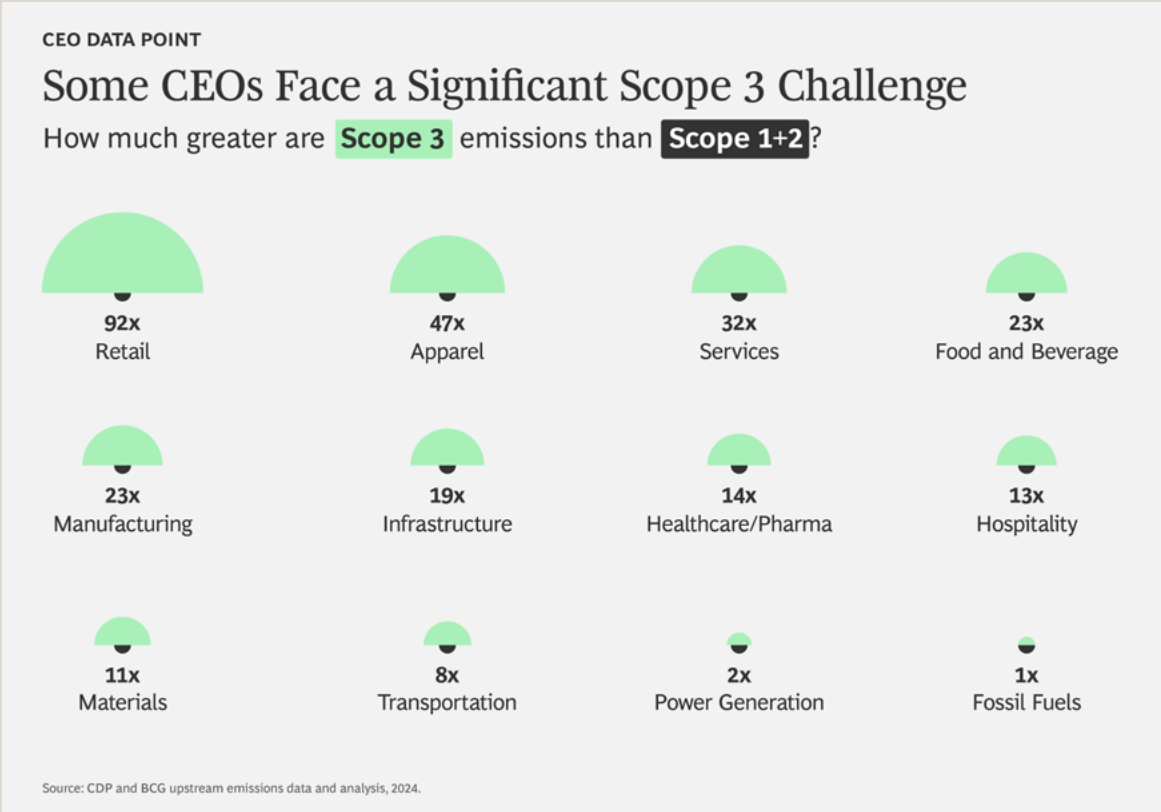 CEO DATA POINT
Some CEOs Face a Significant Scope 3 Challenge
How much greater are Scope 3 emissions than Scope 1+2?
92x
Retail
47x
Apparel
32x
Services
23x
Food and Beverage
23x
Manufacturing
19x
Infrastructure
14x
Healthcare/Pharma
13x
Hospitality
11x
Materials
8x
Transportation
2x
Power Generation
1x
Fossil Fuels
Source: CDP and BCG upstream emissions data and analysis, 2024.